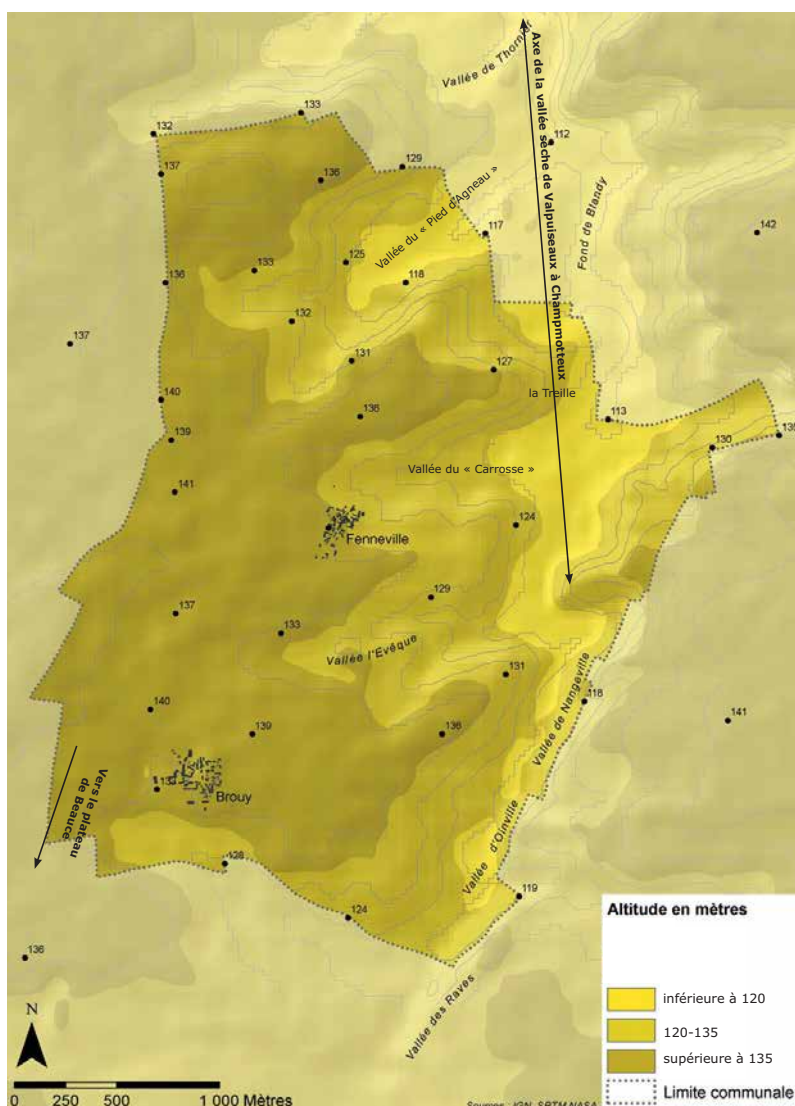 Vallée de Thornier
Axe de la vallée sèche de Valpuiseaux à Champmotteux
133
132
112
137
129
136
Vallée du « Pied d'Agneau »
Fond de Blandy
117
142
125
133
136
118
132
137
131
127
140
la Treille
136
113
139
130
135
Vallée du « Carrosse »
141
124
Fenneville
129
137
133
Vallée l'Evêque
131
Vallée de Nangeville
118
140
141
139
136
Vers le plateau
de Beauce
Brouy
Vallée d'Oinville
128
119
124
Vallée des Raves
136
Altitude en mètres
inférieure à 120
120-135
supérieure à 135
Limite communale
N
0 250 500 1 000 Mètres